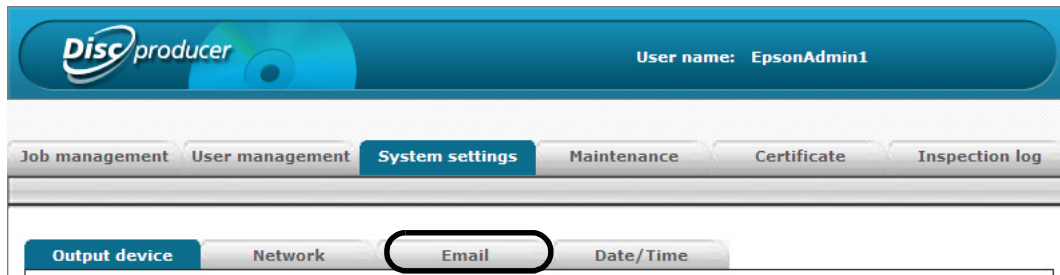 Disc producer
User name: EpsonAdmin1
Job management User management System settings Maintenance Certificate Inspection log
Output device Network Email Date/Time